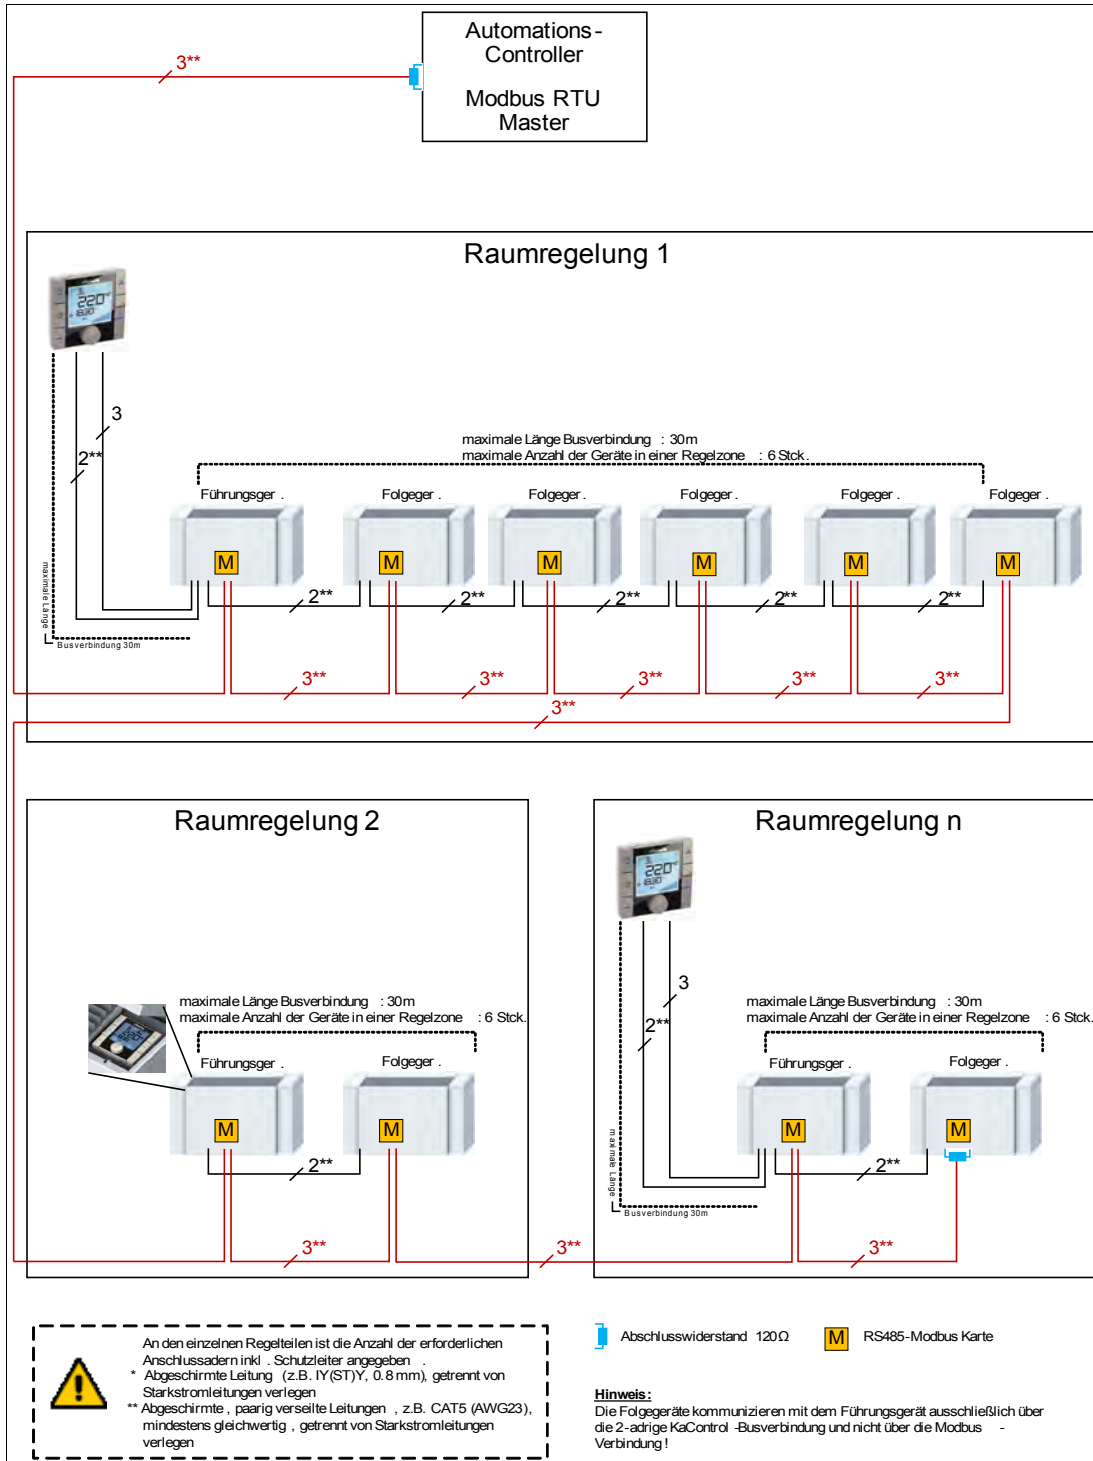 Automations-
Controller
Modbus RTU
Master
3**
Raumregelung 1
3
2**
maximale Länge Busverbindung : 30m
maximale Anzahl der Geräte in einer Regelzone : 6 Stck.
Führungsger .
Folgeger .
Folgeger .
Folgeger .
Folgeger .
Folgeger .
M
M
M
M
M
M
2**
2**
2**
2**
2**
maximale Länge
Busverbindung 30m
3**
3**
3**
3**
3**
3**
Raumregelung 2
maximale Länge Busverbindung : 30m
maximale Anzahl der Geräte in einer Regelzone : 6 Stck.
Führungsger .
Folgeger .
M
M
2**
3**
3**
Raumregelung n
3
2**
maximale Länge Busverbindung : 30m
maximale Anzahl der Geräte in einer Regelzone : 6 Stck.
Führungsger .
Folgeger .
M
M
2**
maximale Länge
Busverbindung 30m
3**
An den einzelnen Regelteilen ist die Anzahl der erforderlichen
Anschlussadern inkl . Schutzleiter angegeben .
* Abgeschirmte Leitung (z.B. IY(ST)Y, 0.8 mm), getrennt von
Starkstromleitungen verlegen
** Abgeschirmte , paarig verseilte Leitungen , z.B. CAT5 (AWG23),
mindestens gleichwertig , getrennt von Starkstromleitungen
verlegen
Abschlusswiderstand 120Ω
M RS485-Modbus Karte
Hinweis:
Die Folgegeräte kommunizieren mit dem Führungsgerät ausschließlich über
die 2-adrige KaControl -Busverbindung und nicht über die Modbus -
Verbindung !